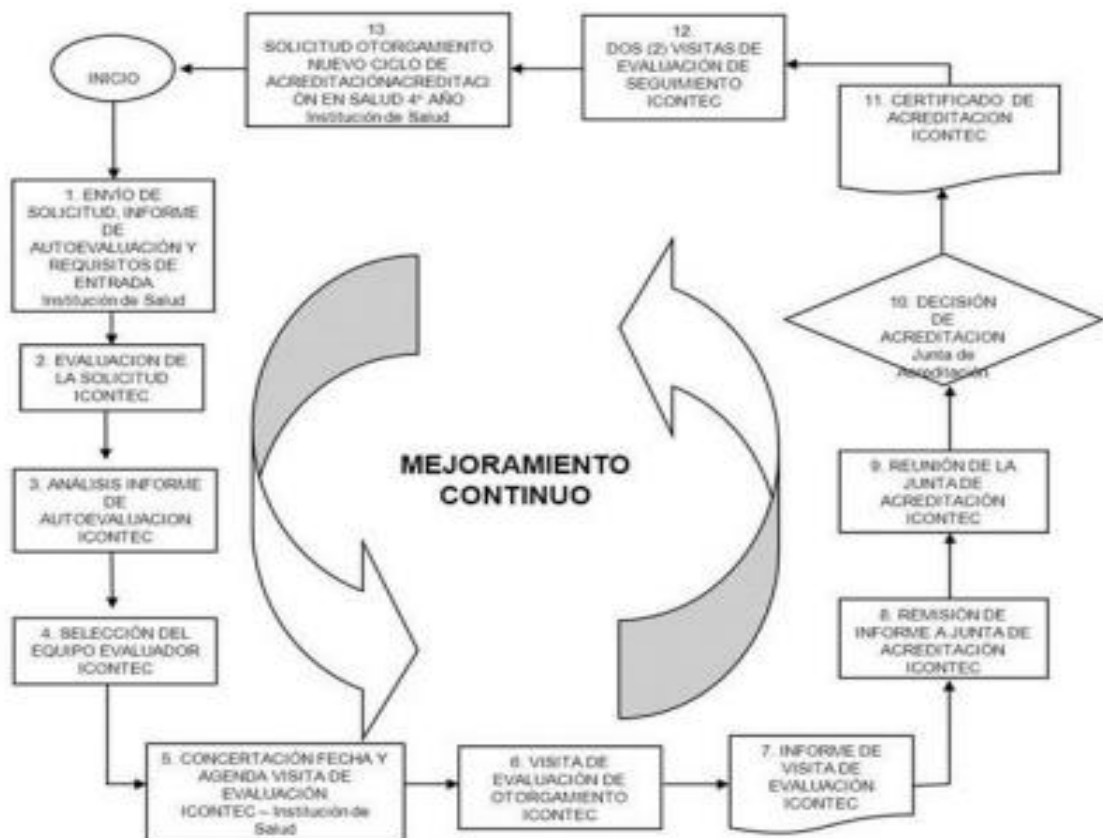 INICIO
13.
SOLICITUD OTORGAMIENTO
NUEVO CICLO DE
ACREDITACIÓNACREDITACI
ÓN EN SALUD 4° AÑO
Institución de Salud
12.
DOS (2) VISITAS DE
EVALUACIÓN DE
SEGUIMIENTO
ICONTEC
11. CERTIFICADO DE
ACREDITACION
ICONTEC
1. ENVÍO DE
SOLICITUD, INFORME
DE
AUTOEVALUACIÓN Y
REQUISITOS DE
ENTRADA
Institución de Salud
2. EVALUACION DE
LA SOLICITUD
ICONTEC
3. ANÁLISIS INFORME
DE
AUTOEVALUACION
ICONTEC
4. SELECCIÓN DEL
EQUIPO EVALUADOR
ICONTEC
5. CONCERTACIÓN FECHA Y
AGENDA VISITA DE
EVALUACIÓN
ICONTEC – Institución de
Salud
6. VISITA DE
EVALUACIÓN DE
OTORGAMIENTO
ICONTEC
7. INFORME DE
VISITA DE
EVALUACIÓN
ICONTEC
8. REMISIÓN DE
INFORME A JUNTA DE
ACREDITACIÓN
ICONTEC
9. REUNIÓN DE LA
JUNTA DE
ACREDITACIÓN
ICONTEC
10. DECISIÓN
DE
ACREDITACION
Junta de
Acreditación
MEJORAMIENTO
CONTINUO